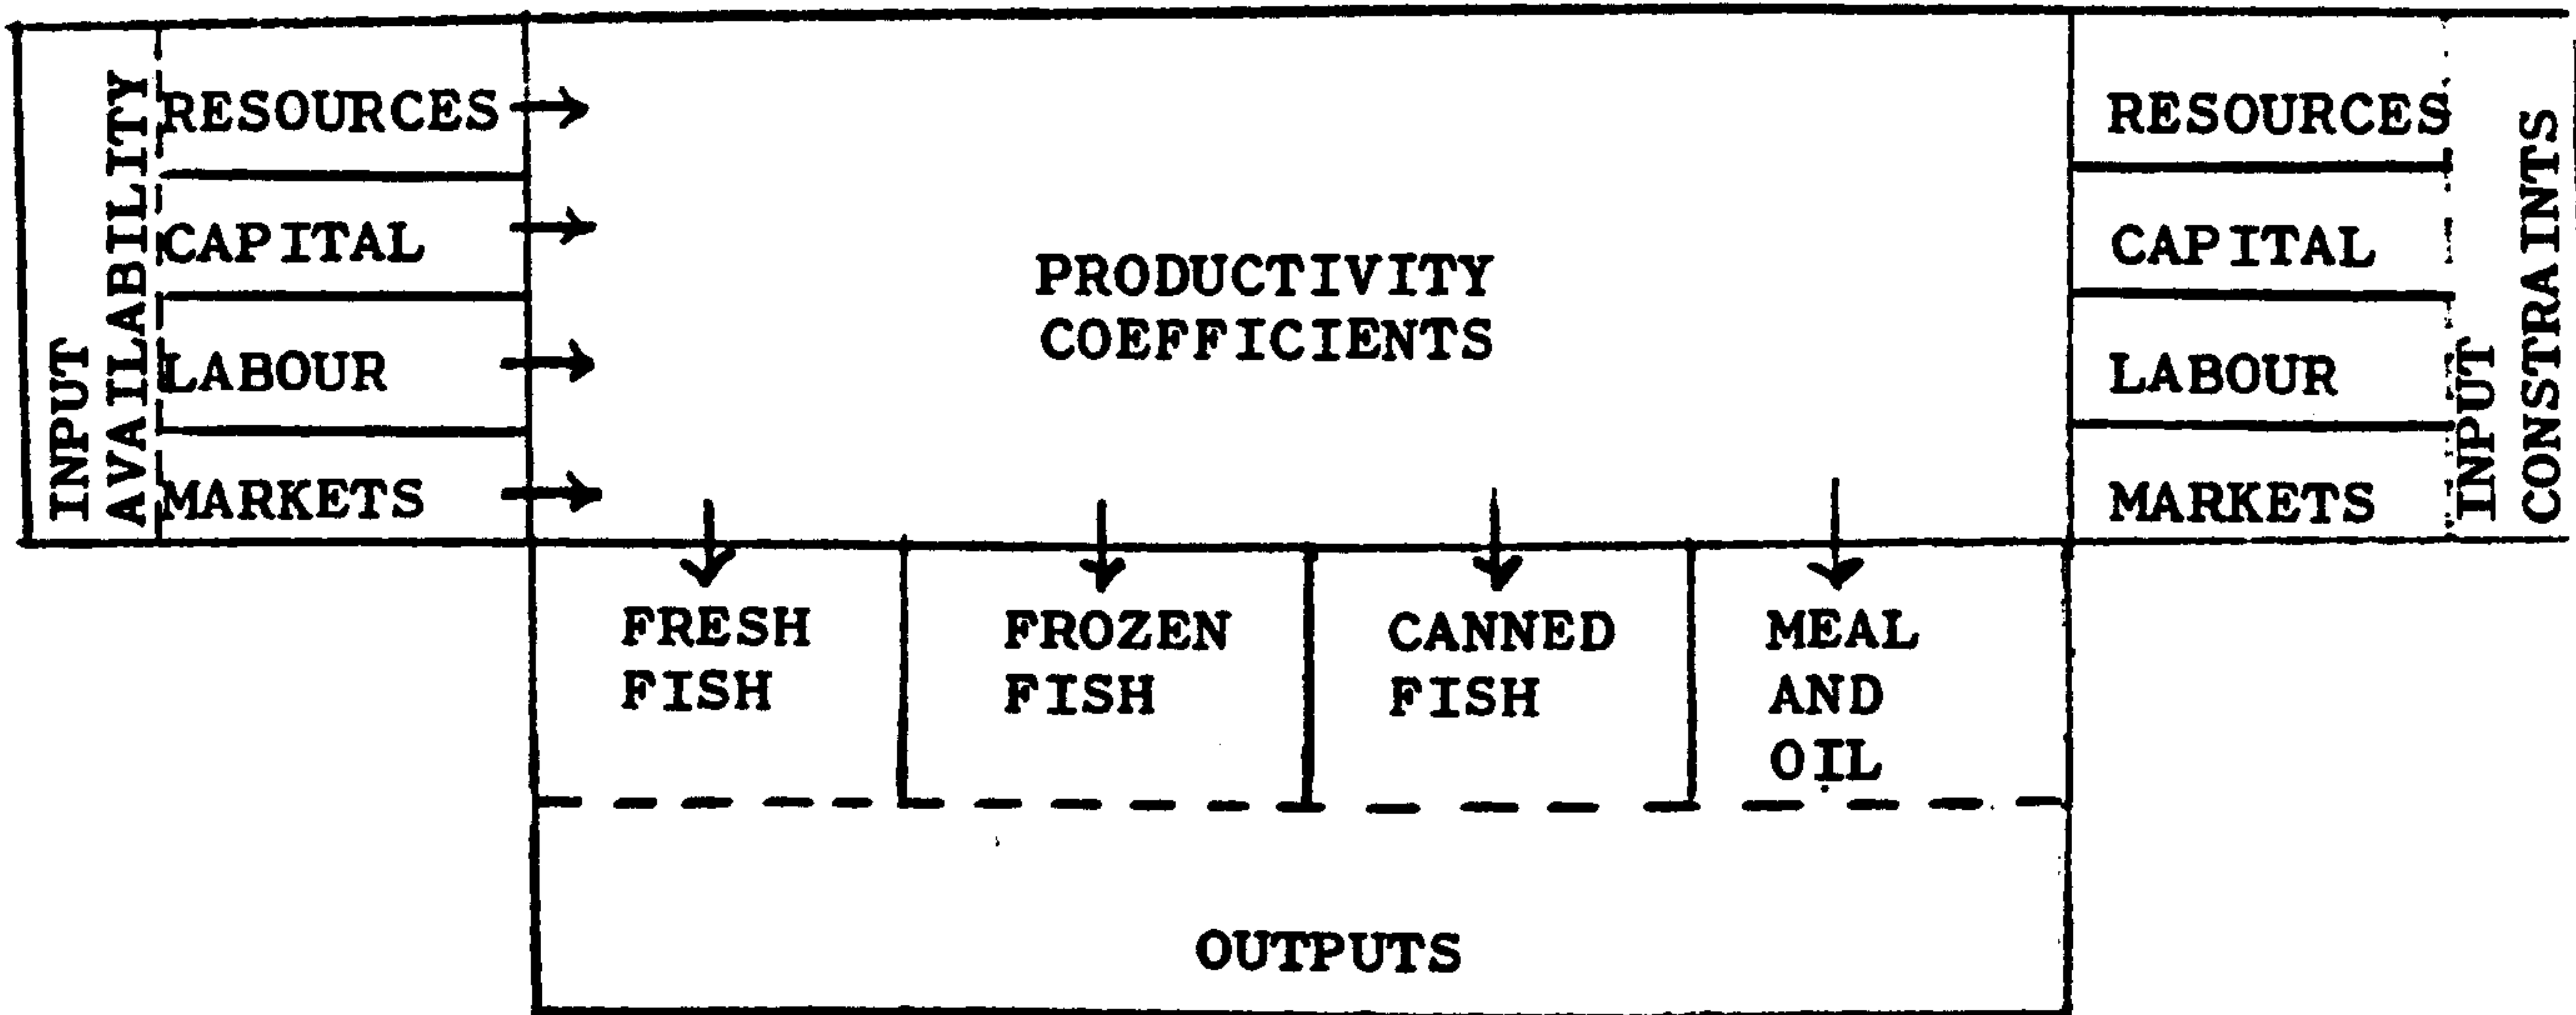 INPUT
AVAILABILITY
RESOURCES
CAPITAL
LABOUR
MARKETS
PRODUCTIVITY
COEFFICIENTS
RESOURCES
CAPITAL
LABOUR
MARKETS
INPUT
CONSTRAINTS
FRESH
FISH
FROZEN
FISH
CANNED
FISH
MEAL
AND
OIL
OUTPUTS